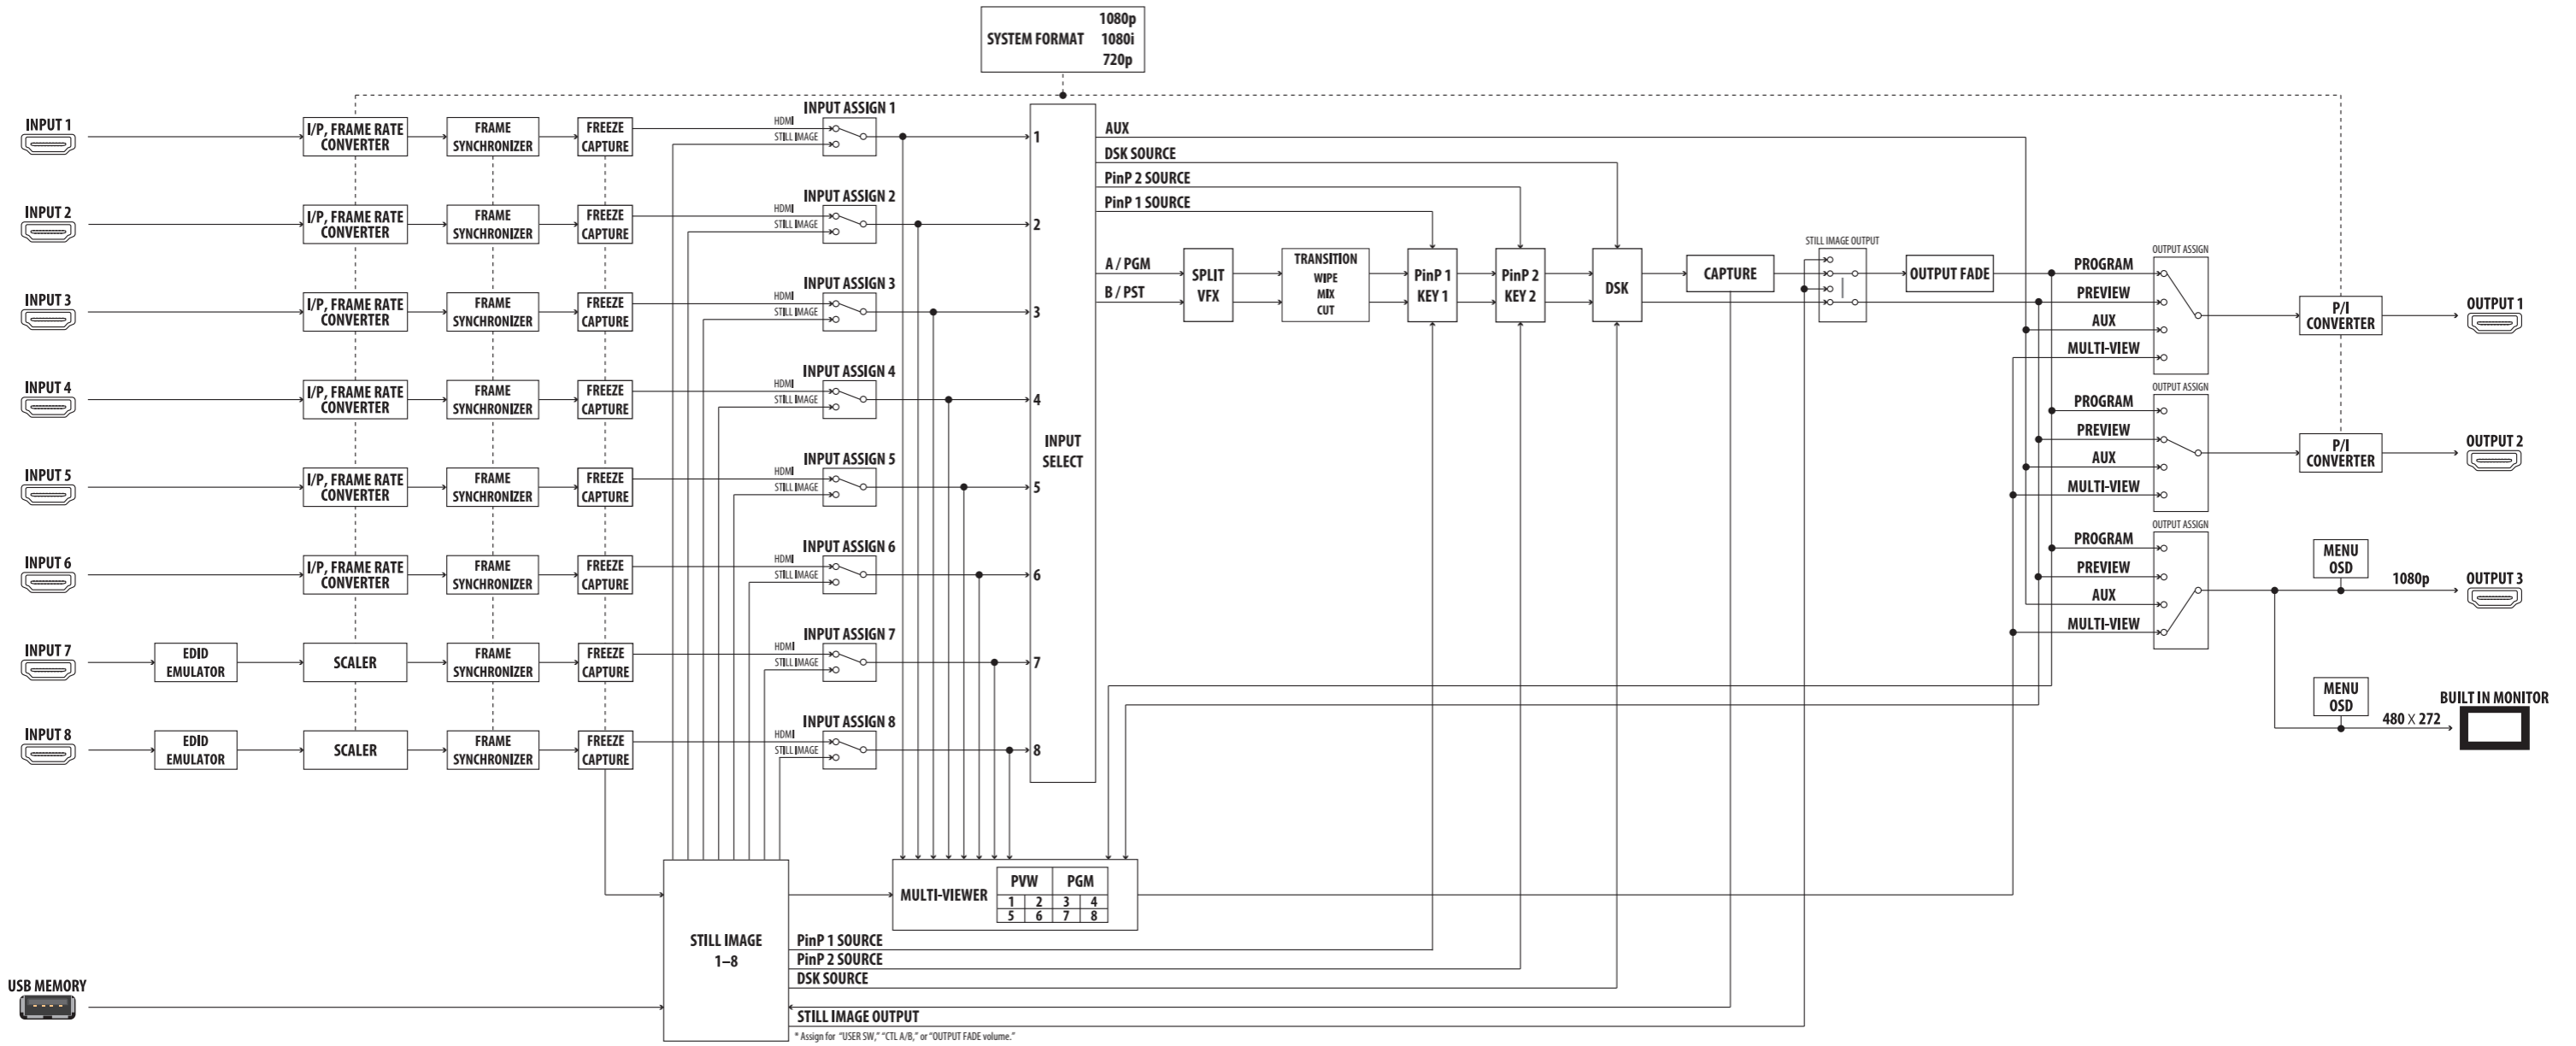 SYSTEM FORMAT
1080p
1080i
720p
INPUT 1
I/P, FRAME RATE
CONVERTER
FRAME
SYNCHRONIZER
FREEZE
CAPTURE
INPUT ASSIGN 1
HDMI
STILL IMAGE
1
INPUT 2
I/P, FRAME RATE
CONVERTER
FRAME
SYNCHRONIZER
FREEZE
CAPTURE
INPUT ASSIGN 2
HDMI
STILL IMAGE
2
INPUT 3
I/P, FRAME RATE
CONVERTER
FRAME
SYNCHRONIZER
FREEZE
CAPTURE
INPUT ASSIGN 3
HDMI
STILL IMAGE
3
INPUT 4
I/P, FRAME RATE
CONVERTER
FRAME
SYNCHRONIZER
FREEZE
CAPTURE
INPUT ASSIGN 4
HDMI
STILL IMAGE
4
INPUT 5
I/P, FRAME RATE
CONVERTER
FRAME
SYNCHRONIZER
FREEZE
CAPTURE
INPUT ASSIGN 5
HDMI
STILL IMAGE
5
INPUT 6
I/P, FRAME RATE
CONVERTER
FRAME
SYNCHRONIZER
FREEZE
CAPTURE
INPUT ASSIGN 6
HDMI
STILL IMAGE
6
INPUT 7
EDID
EMULATOR
SCALER
FRAME
SYNCHRONIZER
FREEZE
CAPTURE
INPUT ASSIGN 7
HDMI
STILL IMAGE
7
INPUT 8
EDID
EMULATOR
SCALER
FRAME
SYNCHRONIZER
FREEZE
CAPTURE
INPUT ASSIGN 8
HDMI
STILL IMAGE
8
INPUT
SELECT
AUX
DSK SOURCE
PinP 2 SOURCE
PinP 1 SOURCE
A / PGM
B / PST
SPLIT
VFX
TRANSITION
WIPE
MIX
CUT
PinP 1
KEY 1
PinP 2
KEY 2
DSK
CAPTURE
STILL IMAGE OUTPUT
OUTPUT FADE
OUTPUT ASSIGN
PROGRAM
PREVIEW
AUX
MULTI-VIEW
P/I
CONVERTER
OUTPUT 1
OUTPUT ASSIGN
PROGRAM
PREVIEW
AUX
MULTI-VIEW
P/I
CONVERTER
OUTPUT 2
OUTPUT ASSIGN
PROGRAM
PREVIEW
AUX
MULTI-VIEW
MENU
OSD
1080p
OUTPUT 3
MENU
OSD
480 X 272
BUILT IN MONITOR
MULTI-VIEWER
PVW PGM
1 2 3 4
5 6 7 8
STILL IMAGE
1–8
PinP 1 SOURCE
PinP 2 SOURCE
DSK SOURCE
STILL IMAGE OUTPUT
* Assign for "USER SW," "CTL A/B," or "OUTPUT FADE volume."
USB MEMORY